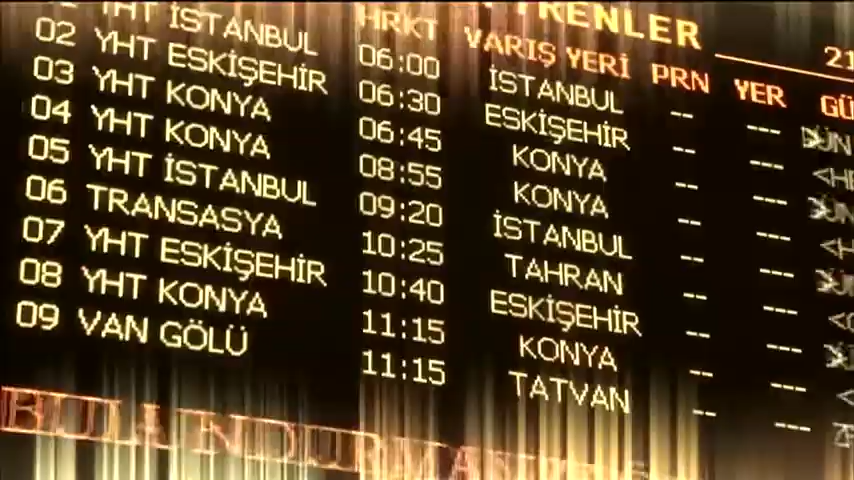 TRENLER
21
HRKT VARIŞ YERİ PRN YER
YHT İSTANBUL 06:00 İSTANBUL -- ---
02 YHT ESKİŞEHİR 06:30 ESKİŞEHİR -- ---
03 YHT KONYA 06:45 KONYA -- ---
04 YHT KONYA 08:55 KONYA -- ---
05 YHT İSTANBUL 09:20 İSTANBUL -- ---
06 TRANSASYA 10:25 TAHRAN -- ---
07 YHT ESKİŞEHİR 10:40 ESKİŞEHİR -- ---
08 YHT KONYA 11:15 KONYA -- ---
09 VAN GÖLÜ 11:15 TATVAN -- ---